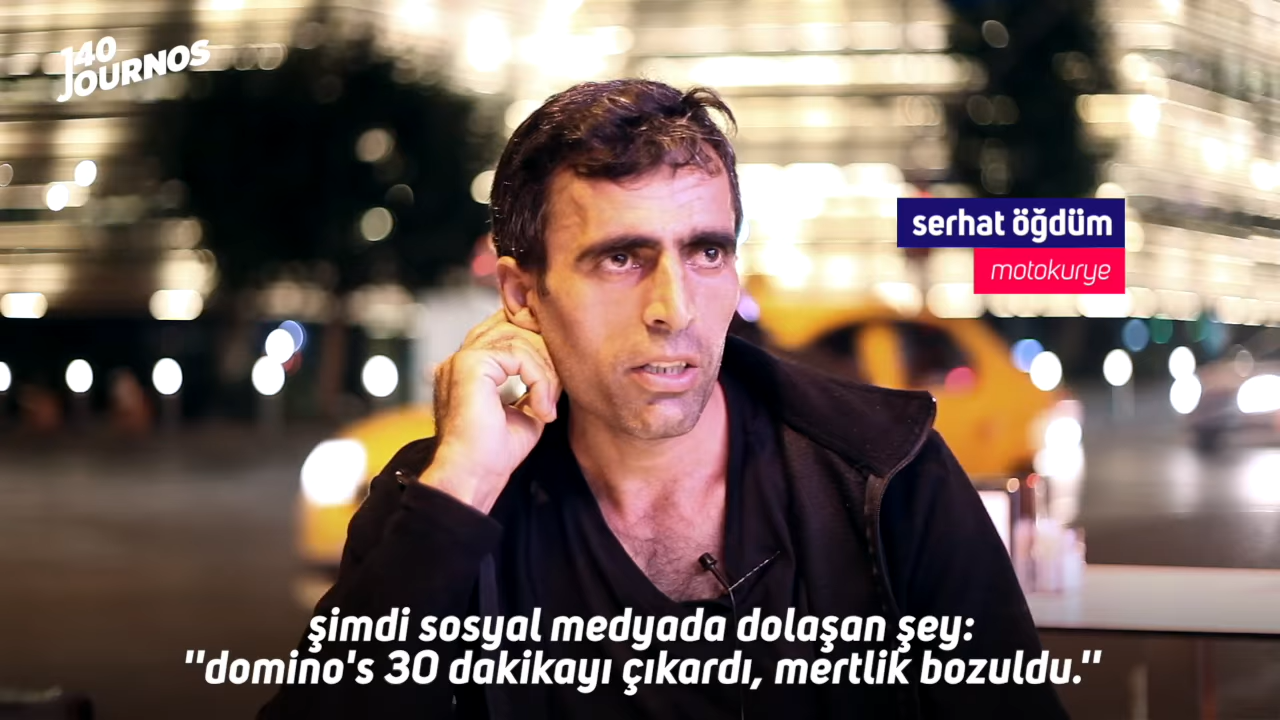 140
JOURNOS
serhat öğdüm
motokurye
şimdi sosyal medyada dolaşan şey:
"domino's 30 dakikayı çıkardı, mertlik bozuldu."